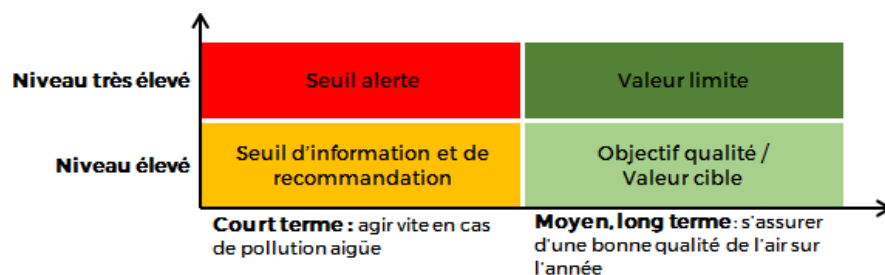 Niveau très élevé
Seuil alerte
Valeur limite
Niveau élevé
Seuil d'information et de
recommandation
Objectif qualité /
Valeur cible
Court terme : agir vite en cas
de pollution aigüe
Moyen, long terme : s'assurer
d'une bonne qualité de l'air sur
l'année